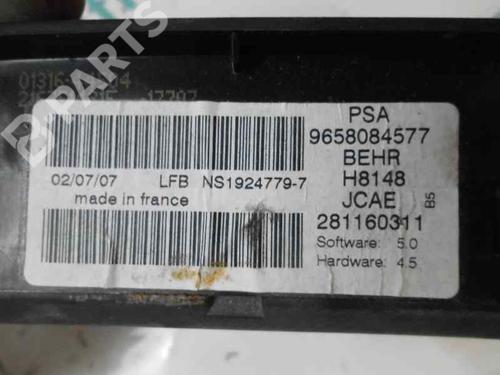 B-PARTS
PSA
9658084577
BEHR
H8148
JCAE B5
281160311
Software: 5.0
Hardware: 4.5
02/07/07 LFB NS1924779-7
made in france